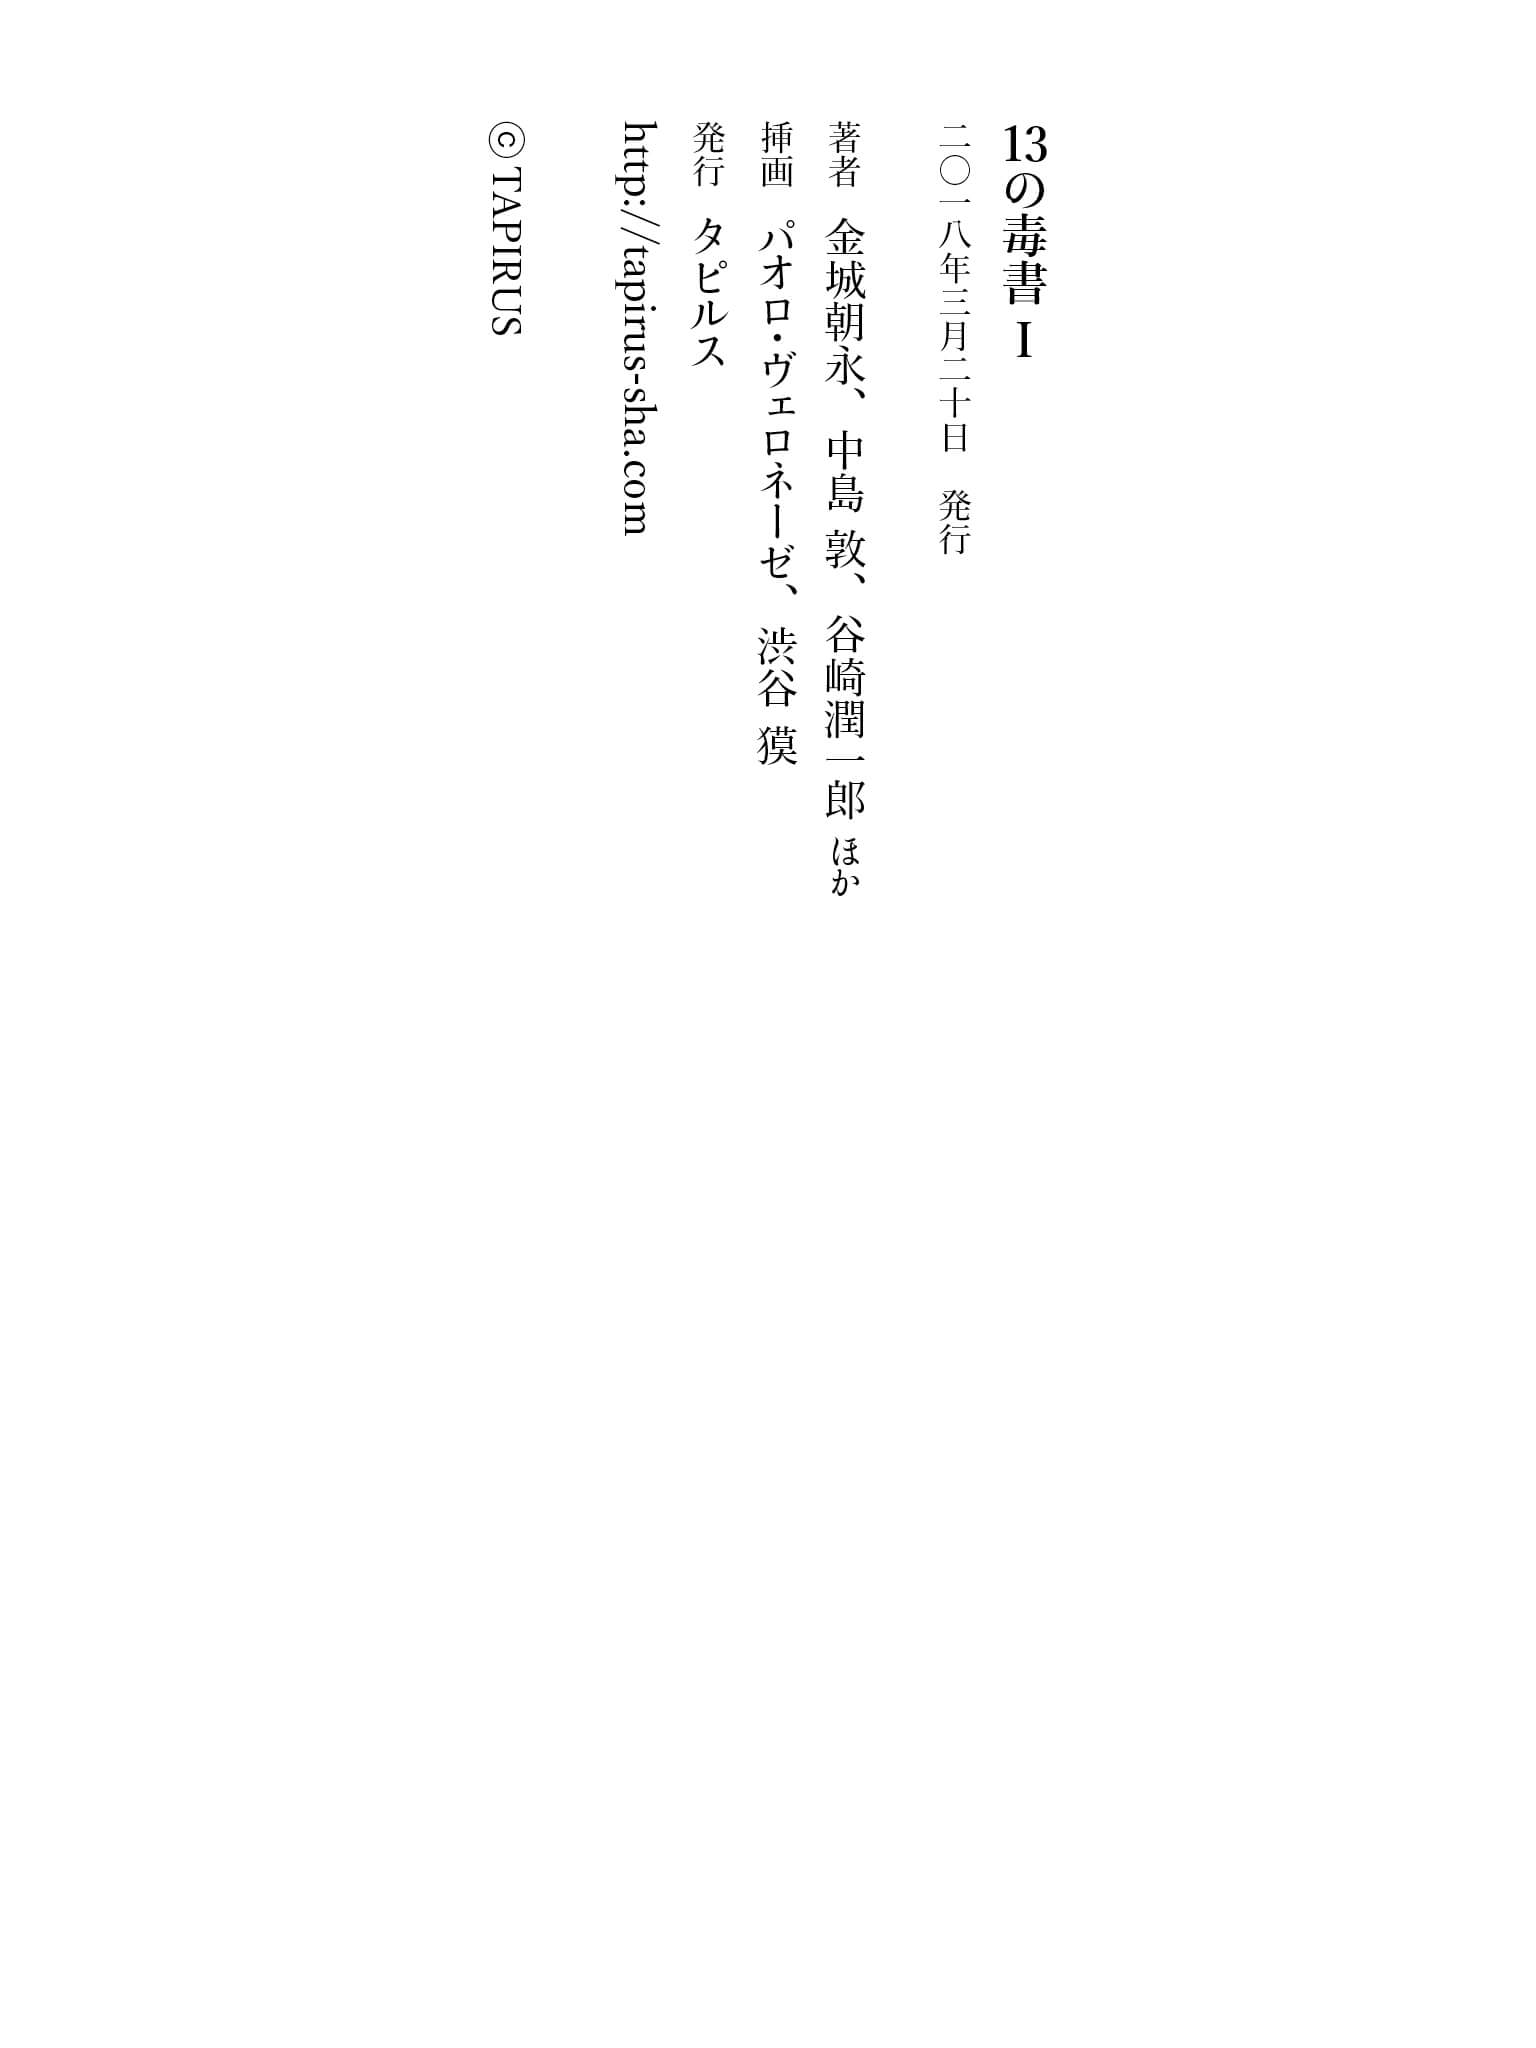 13の毒書 I
二〇一八年三月二十日　発行
著者　金城朝永、中島 敦、谷崎潤一郎 ほか
挿画　パオロ・ヴェロネーゼ、渋谷 獏
発行　タピルス
http://tapirus-sha.com
©TAPIRUS